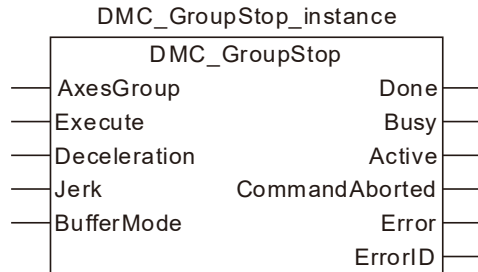 DMC_GroupStop_instance
DMC_GroupStop
AxesGroup Done
Execute Busy
Deceleration Active
Jerk CommandAborted
BufferMode Error
ErrorID